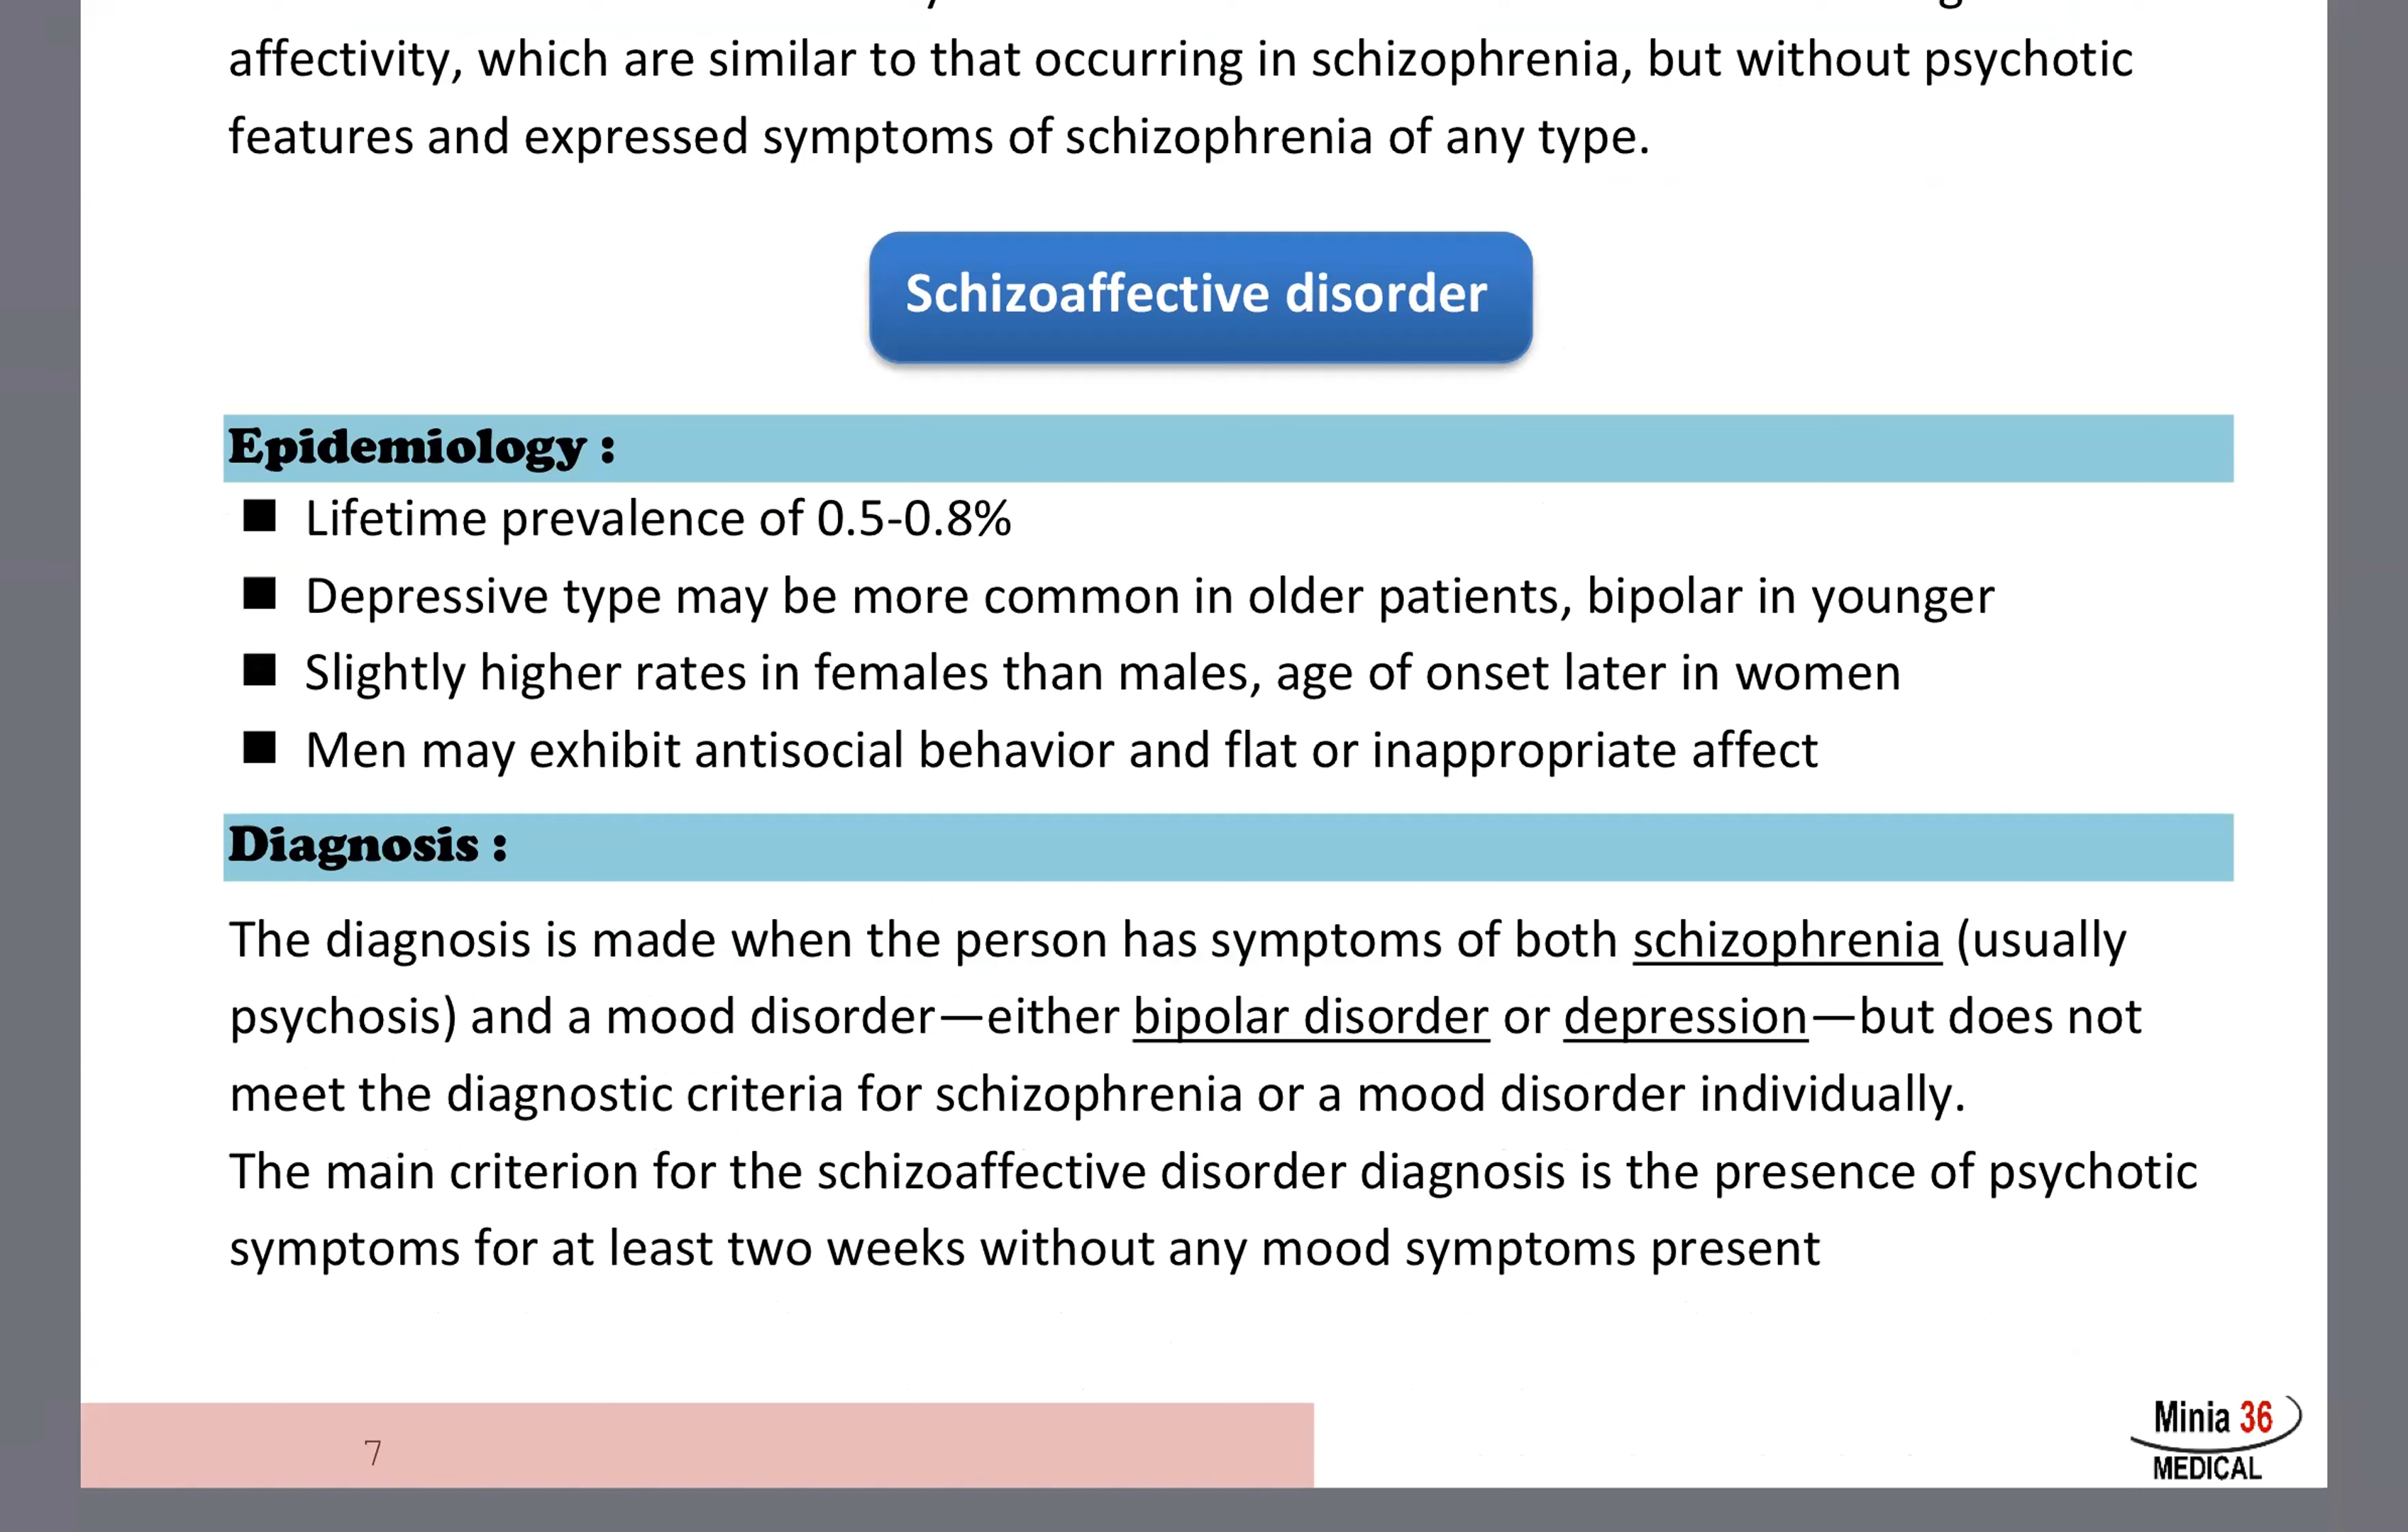 affectivity, which are similar to that occurring in schizophrenia, but without psychotic
features and expressed symptoms of schizophrenia of any type.
Schizoaffective disorder
Epidemiology :
■ Lifetime prevalence of 0.5-0.8%
■ Depressive type may be more common in older patients, bipolar in younger
■ Slightly higher rates in females than males, age of onset later in women
■ Men may exhibit antisocial behavior and flat or inappropriate affect
Diagnosis :
The diagnosis is made when the person has symptoms of both schizophrenia (usually
psychosis) and a mood disorder—either bipolar disorder or depression—but does not
meet the diagnostic criteria for schizophrenia or a mood disorder individually.
The main criterion for the schizoaffective disorder diagnosis is the presence of psychotic
symptoms for at least two weeks without any mood symptoms present
7
Minia 36
MEDICAL